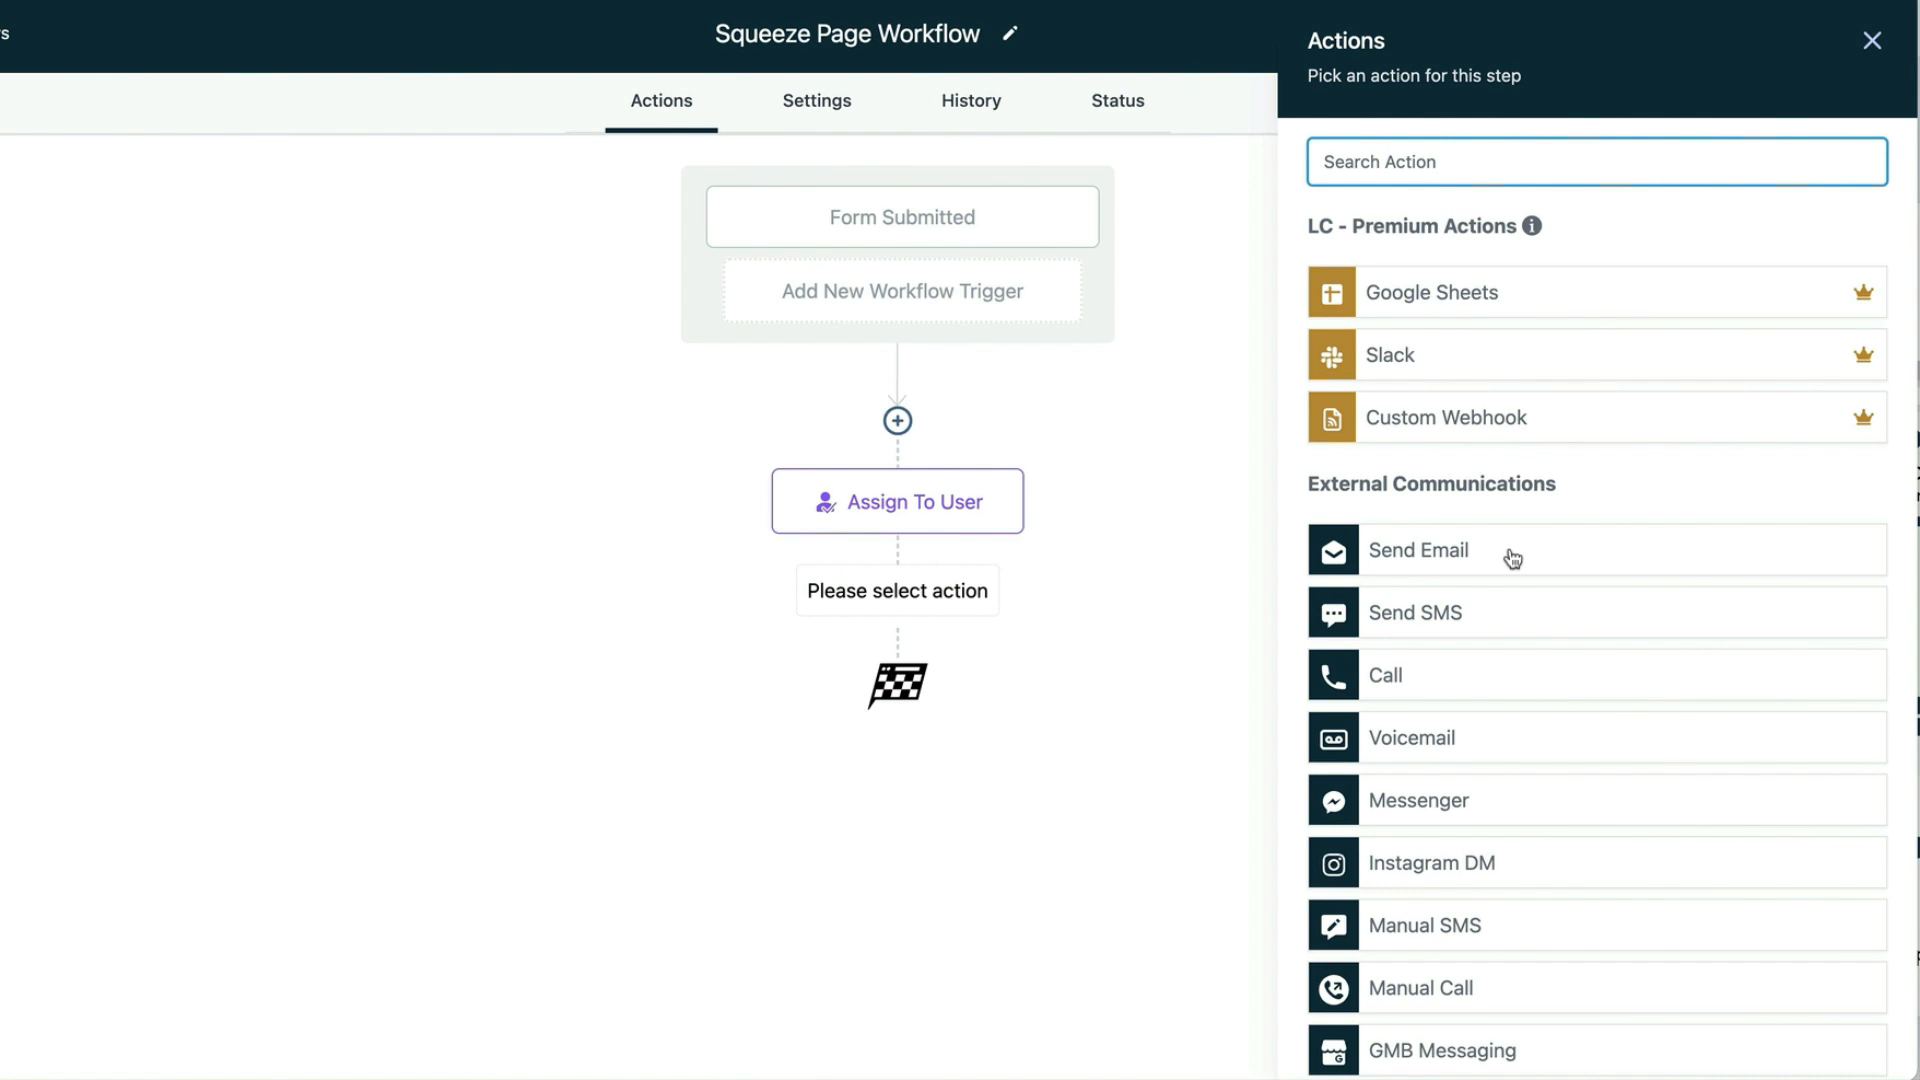 s
Squeeze Page Workflow
Actions
Settings
History
Status
Form Submitted
Add New Workflow Trigger
Assign To User
Please select action
Actions
Pick an action for this step
Search Action
LC - Premium Actions
Google Sheets
Slack
Custom Webhook
External Communications
Send Email
Send SMS
Call
Voicemail
Messenger
Instagram DM
Manual SMS
Manual Call
GMB Messaging